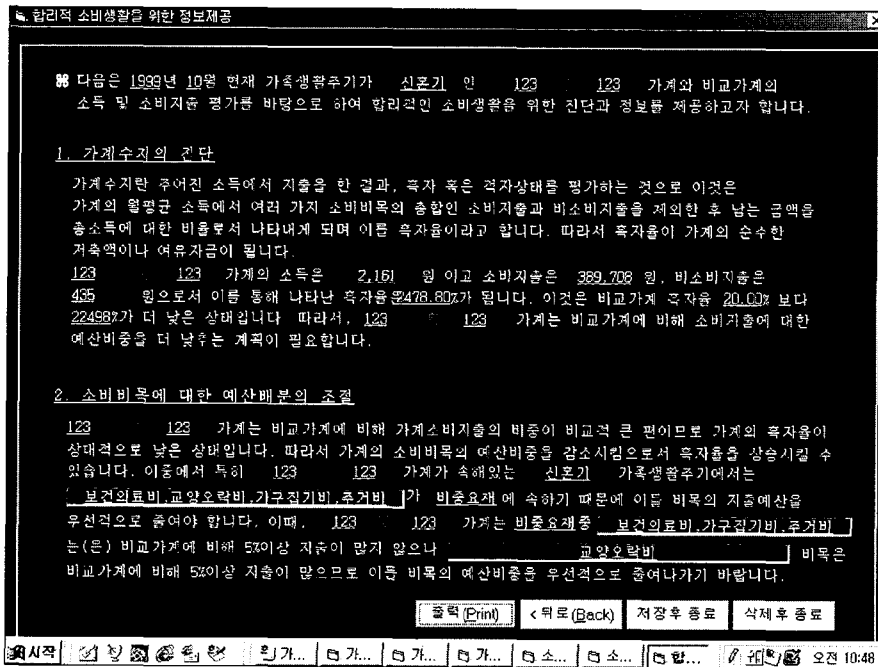 합리적 소비생활을 위한 정보제공
⌘ 다음은 1999년 10월 현재 가족생활주기가 신혼기 인 123 123 가계와 비교가계의
소득 및 소비지출 평가를 바탕으로 하여 합리적인 소비생활을 위한 진단과 정보를 제공하고자 합니다.
1. 가계수지의 진단
가계수지란 주어진 소득에서 지출을 한 결과, 흑자 혹은 적자상태를 평가하는 것으로 이것은
가계의 월평균 소득에서 여러 가지 소비비목의 총합인 소비지출과 비소비지출을 제외한 후 남는 금액을
총소득에 대한 비율로서 나타내게 되며 이를 흑자율이라고 합니다. 따라서 흑자율이 가계의 순수한
저축액이나 여유자금이 됩니다.
123 123 가계의 소득은 2,161 원 이고 소비지출은 389,708 원, 비소비지출은
435 원으로서 이를 통해 나타난 흑자율은 478.80%가 됩니다. 이것은 비교가계 흑자율 20.00% 보다
22498%가 더 낮은 상태입니다 따라서, 123 123 가계는 비교가계에 비해 소비지출에 대한
예산비중을 더 낮추는 계획이 필요합니다.
2. 소비비목에 대한 예산배분의 조절
123 123 가계는 비교가계에 비해 가계소비지출의 비중이 비교적 큰 편이므로 가계의 흑자율이
상대적으로 낮은 상태입니다. 따라서 가계의 소비비목의 예산비중을 감소시킴으로서 흑자율을 상승시킬 수
있습니다. 이중에서 특히 123 123 가계가 속해있는 신혼기 가족생활주기에서는
보건의료비,교양오락비,가구집기비,주거비 가 비중요재 에 속하기 때문에 이들 비목의 지출예산을
우선적으로 줄여야 합니다. 이때, 123 123 가계는 비중요재중 보건의료비,가구집기비,주거비
는(은) 비교가계에 비해 5%이상 지출이 많지 않으나 교양오락비 비목은
비교가계에 비해 5%이상 지출이 많으므로 이들 비목의 예산비중을 우선적으로 줄여나가기 바랍니다.
출력(Print) <뒤로(Back) 저장후 종료 삭제후 종료
시작 가... 가... 가... 가... 소... 소... 합... 오전 10:48